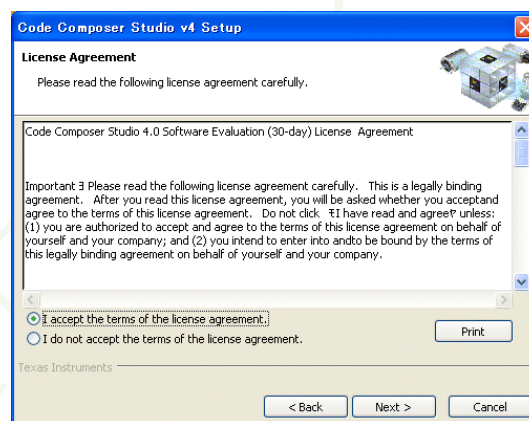 Code Composer Studio v4 Setup
License Agreement
Please read the following license agreement carefully.
Code Composer Studio 4.0 Software Evaluation (30-day) License  Agreement
Important ∃ Please read the following license agreement carefully.  This is a legally binding
agreement.  After you read this license agreement, you will be asked whether you acceptand
agree to the terms of this license agreement.  Do not click  ŧI have read and agreeŧ unless:
(1) you are authorized to accept and agree to the terms of this license agreement on behalf of
yourself and your company; and (2) you intend to enter into andto be bound by the terms of
this legally binding agreement on behalf of yourself and your company.
I accept the terms of the license agreement.
I do not accept the terms of the license agreement.
Print
Texas Instruments
< Back
Next >
Cancel